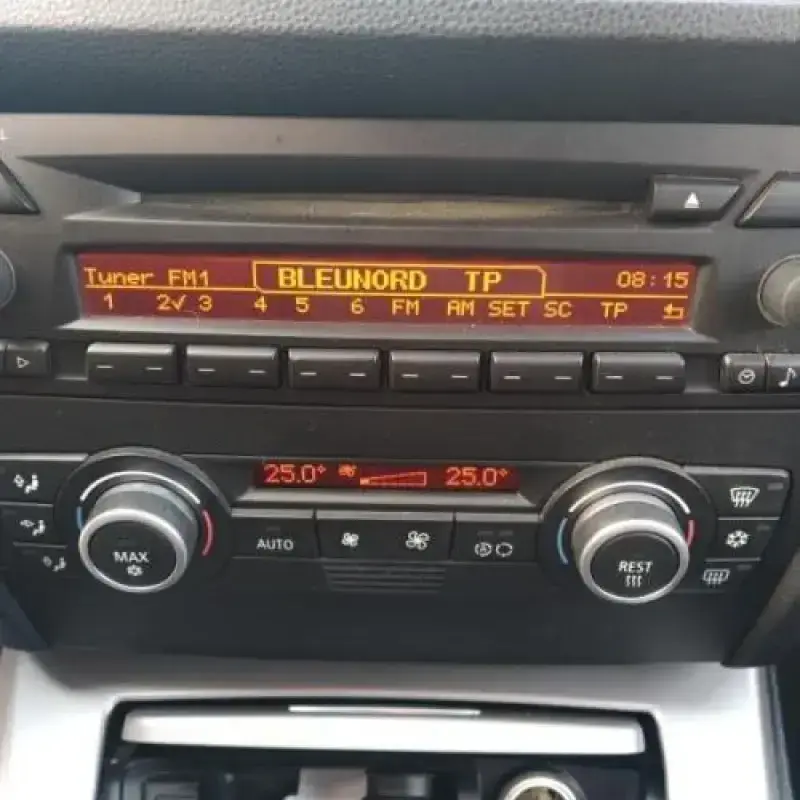 Tuner FM1 BLEUNORD TP 08:15
1 2✓ 3 4 5 6 FM AM SET SC TP
25.0° 25.0°
MAX AUTO REST